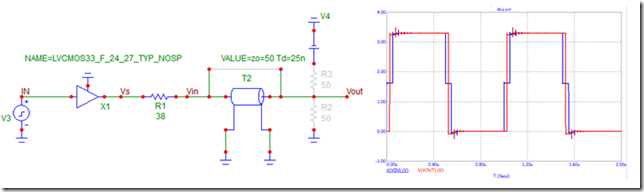 V4
NAME=LVCMOS33_F_24_27_TYP_NOSP
VALUE=zo=50 Td=25n
T2
R3
50
IN
Vs
Vin
Vout
V3
X1
R1
38
R2
50
4.00
3.00
2.00
1.00
0.00
-1.00
0.00u
0.40u
0.80u
1.20u
1.60u
2.00u
V(VOUT) (V)
T (Secs)